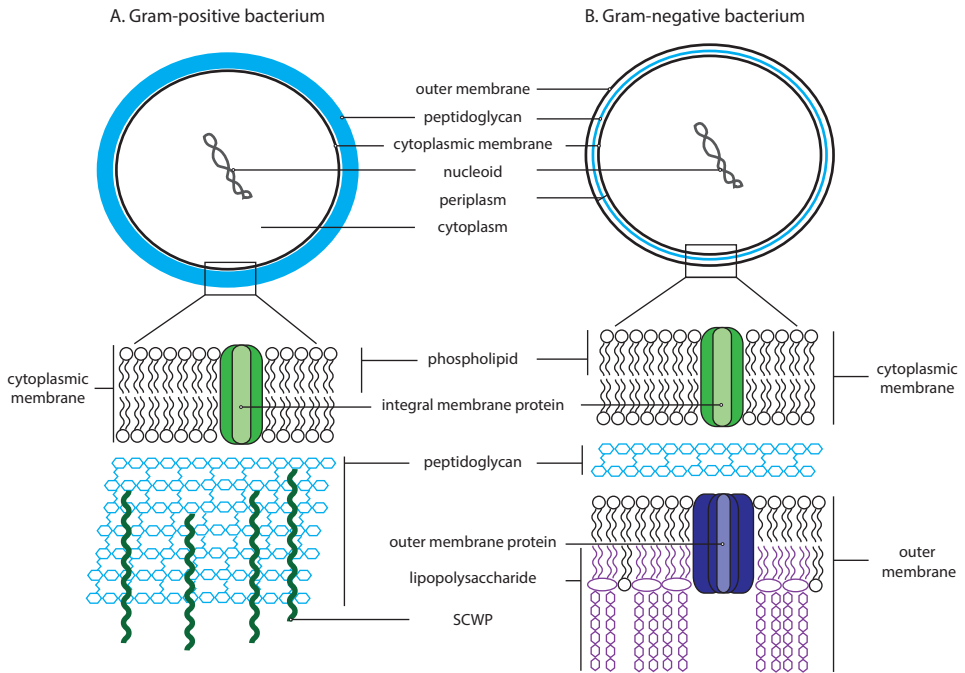 A. Gram-positive bacterium
B. Gram-negative bacterium
outer membrane
peptidoglycan
cytoplasmic membrane
nucleoid
periplasm
cytoplasm
phospholipid
cytoplasmic
membrane
cytoplasmic
membrane
integral membrane protein
peptidoglycan
outer membrane protein
outer
membrane
lipopolysaccharide
SCWP